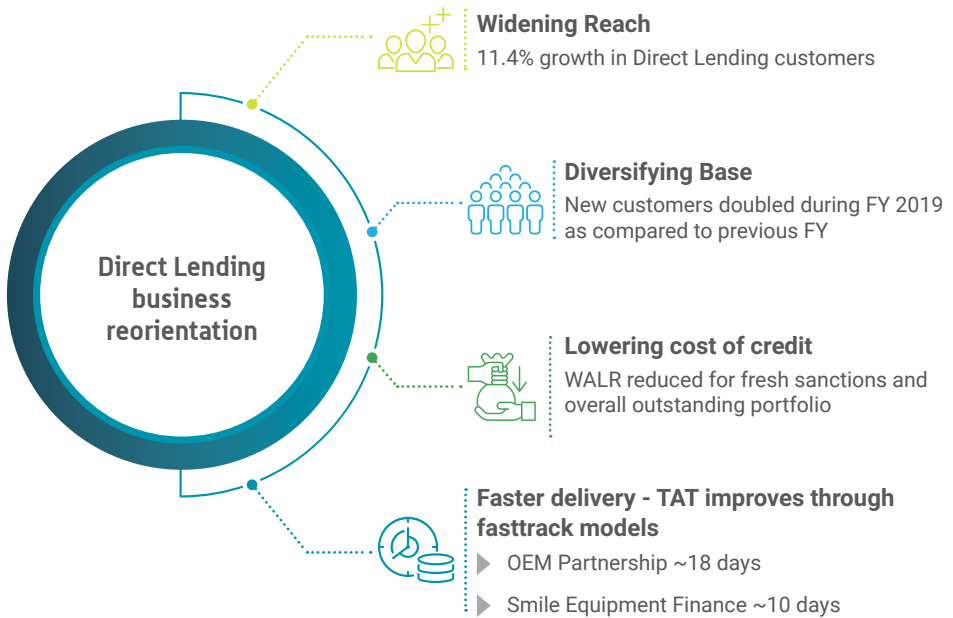 Widening Reach
11.4% growth in Direct Lending customers
Diversifying Base
New customers doubled during FY 2019
as compared to previous FY
Direct Lending
business
reorientation
Lowering cost of credit
WALR reduced for fresh sanctions and
overall outstanding portfolio
Faster delivery - TAT improves through
fasttrack models
OEM Partnership ~18 days
Smile Equipment Finance ~10 days